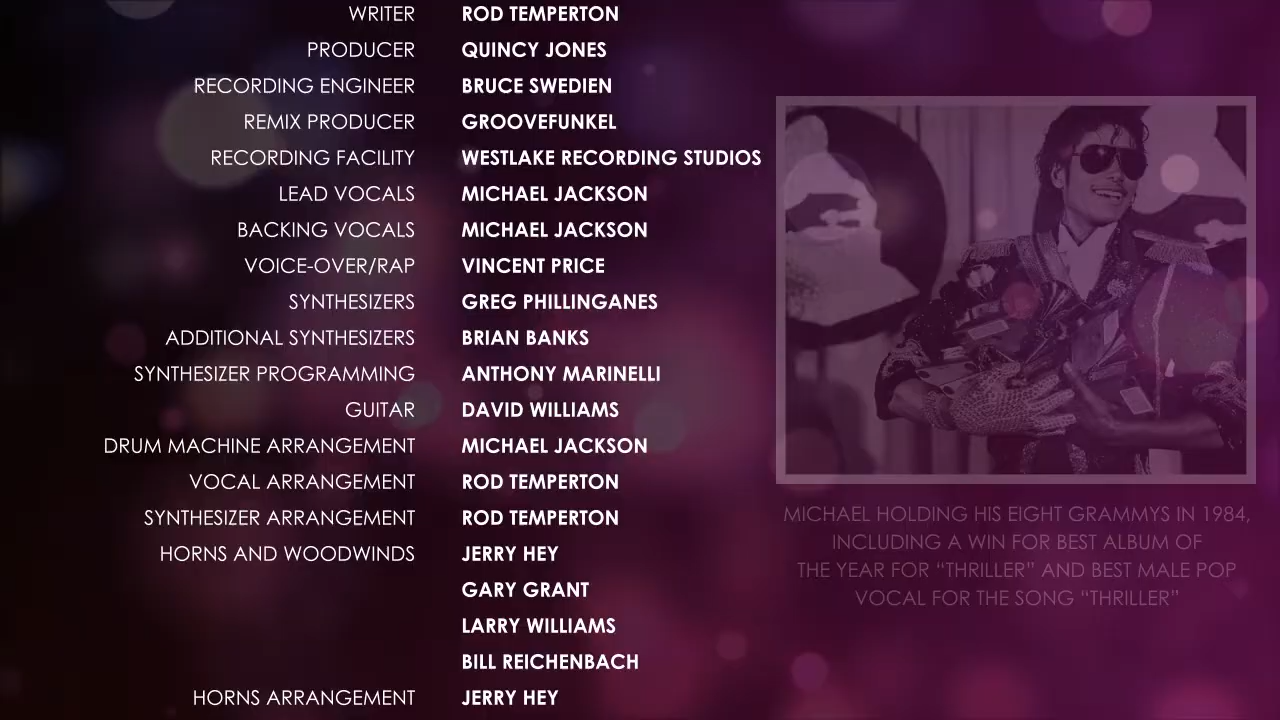 WRITER ROD TEMPERTON
PRODUCER QUINCY JONES
RECORDING ENGINEER BRUCE SWEDIEN
REMIX PRODUCER GROOVEFUNKEL
RECORDING FACILITY WESTLAKE RECORDING STUDIOS
LEAD VOCALS MICHAEL JACKSON
BACKING VOCALS MICHAEL JACKSON
VOICE-OVER/RAP VINCENT PRICE
SYNTHESIZERS GREG PHILLINGANES
ADDITIONAL SYNTHESIZERS BRIAN BANKS
SYNTHESIZER PROGRAMMING ANTHONY MARINELLI
GUITAR DAVID WILLIAMS
DRUM MACHINE ARRANGEMENT MICHAEL JACKSON
VOCAL ARRANGEMENT ROD TEMPERTON
SYNTHESIZER ARRANGEMENT ROD TEMPERTON
HORNS AND WOODWINDS JERRY HEY
GARY GRANT
LARRY WILLIAMS
BILL REICHENBACH
HORNS ARRANGEMENT JERRY HEY
MICHAEL HOLDING HIS EIGHT GRAMMYS IN 1984,
INCLUDING A WIN FOR BEST ALBUM OF
THE YEAR FOR “THRILLER” AND BEST MALE POP
VOCAL FOR THE SONG “THRILLER”